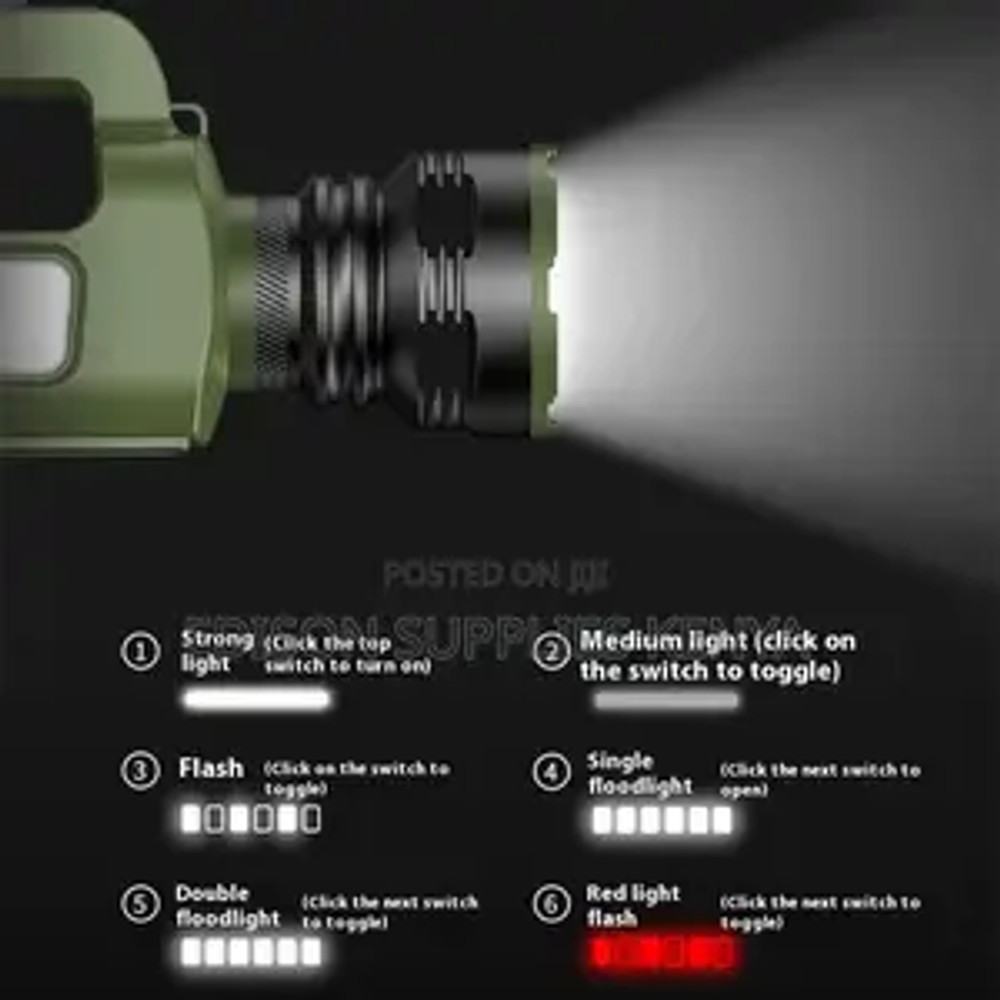 POSTED ON JIJI
EDISON SUPPLIES KENYA
1 Strong light (Click the top switch to turn on)
2 Medium light (click on the switch to toggle)
3 Flash (Click on the switch to toggle)
4 Single floodlight (Click the next switch to open)
5 Double floodlight (Click the next switch to toggle)
6 Red light flash (Click the next switch to toggle)